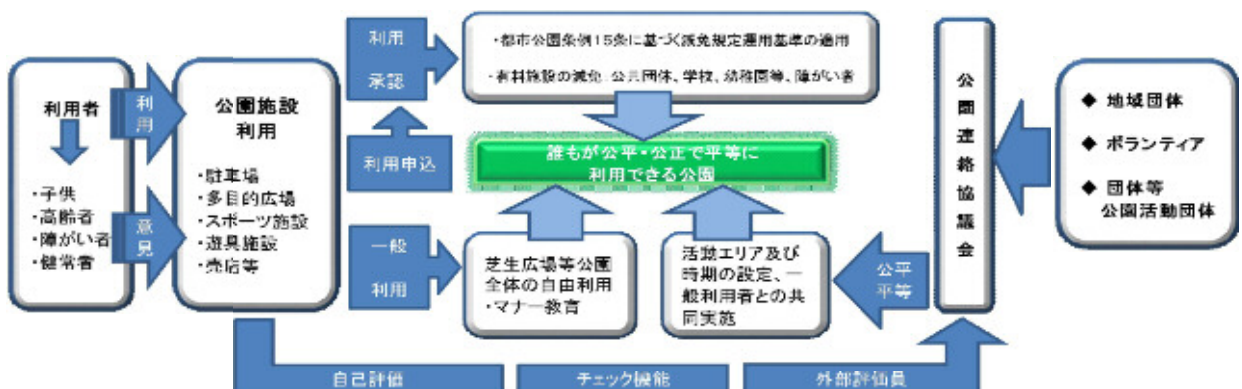 利用者
・子供
・高齢者
・障がい者
・健常者
利用
意見
公園施設
利用
・駐車場
・多目的広場
・スポーツ施設
・遊具施設
・売店等
利用
承認
利用申込
一般
利用
・都市公園条例15条に基づく減免規定運用基準の適用
・有料施設の減免 公共団体、学校、幼稚園等、障がい者
誰もが公平・公正で平等に
利用できる公園
芝生広場等公園
全体の自由利用
・マナー教育
活動エリア及び
時期の設定、一
般利用者との共
同実施
公平
平等
公園連絡協議会
◆ 地域団体
◆ ボランティア
◆ 団体等
公園活動団体
自己評価
チェック機能
外部評価員